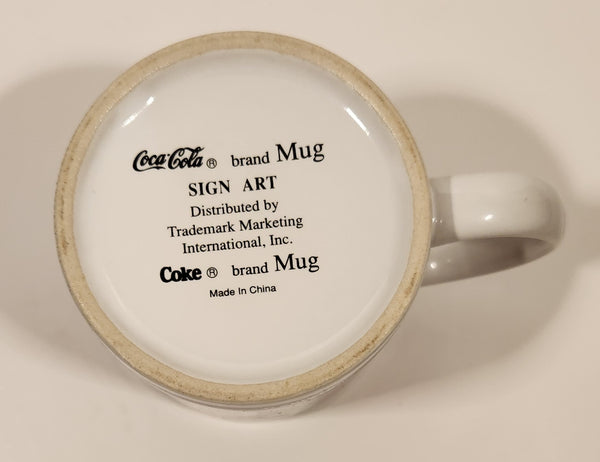 Coca-Cola ® brand Mug
SIGN ART
Distributed by
Trademark Marketing
International, Inc.
Coke ® brand Mug
Made In China